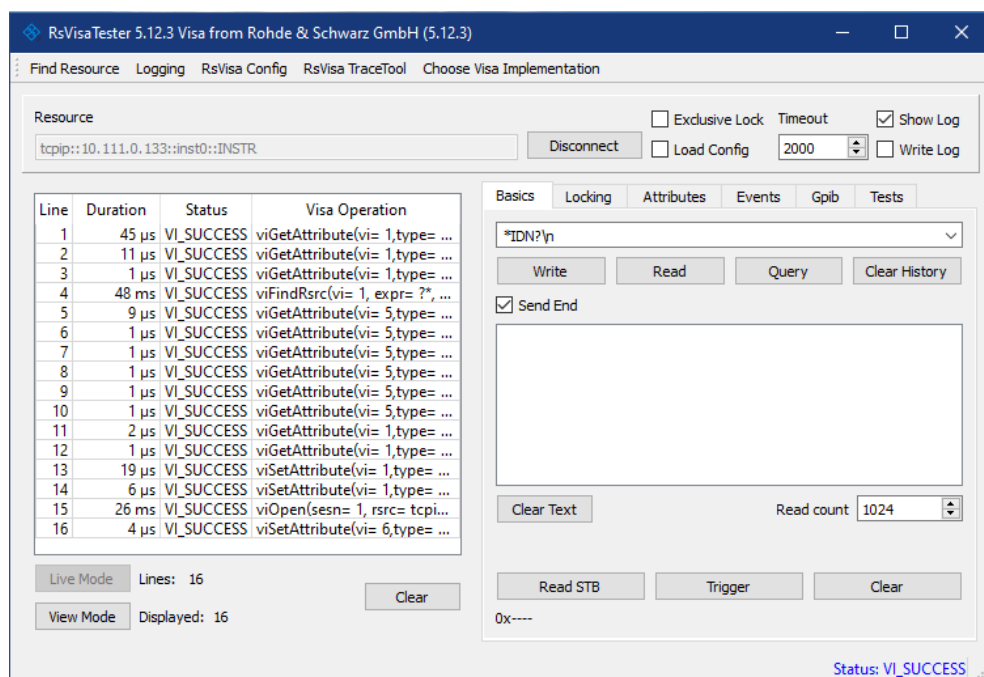 RsVisaTester 5.12.3 Visa from Rohde & Schwarz GmbH (5.12.3)
Find Resource Logging RsVisa Config RsVisa TraceTool Choose Visa Implementation
Resource
Exclusive Lock Timeout Show Log
tcpip::10.111.0.133::inst0::INSTR
Disconnect
Load Config 2000 Write Log
Line Duration Status Visa Operation
1 45 µs VI_SUCCESS viGetAttribute(vi= 1,type= ...
2 11 µs VI_SUCCESS viGetAttribute(vi= 1,type= ...
3 1 µs VI_SUCCESS viGetAttribute(vi= 1,type= ...
4 48 ms VI_SUCCESS viFindRsrc(vi= 1, expr= ?*, ...
5 9 µs VI_SUCCESS viGetAttribute(vi= 5,type= ...
6 1 µs VI_SUCCESS viGetAttribute(vi= 5,type= ...
7 1 µs VI_SUCCESS viGetAttribute(vi= 5,type= ...
8 1 µs VI_SUCCESS viGetAttribute(vi= 5,type= ...
9 1 µs VI_SUCCESS viGetAttribute(vi= 5,type= ...
10 1 µs VI_SUCCESS viGetAttribute(vi= 5,type= ...
11 2 µs VI_SUCCESS viGetAttribute(vi= 1,type= ...
12 1 µs VI_SUCCESS viGetAttribute(vi= 1,type= ...
13 19 µs VI_SUCCESS viSetAttribute(vi= 1,type= ...
14 6 µs VI_SUCCESS viSetAttribute(vi= 1,type= ...
15 26 ms VI_SUCCESS viOpen(sesn= 1, rsrc= tcpi...
16 4 µs VI_SUCCESS viSetAttribute(vi= 6,type= ...
Live Mode Lines: 16
Clear
View Mode Displayed: 16
Basics Locking Attributes Events Gpib Tests
*IDN?\n
Write Read Query Clear History
Send End
Clear Text Read count 1024
Read STB Trigger Clear
0x----
Status: VI_SUCCESS